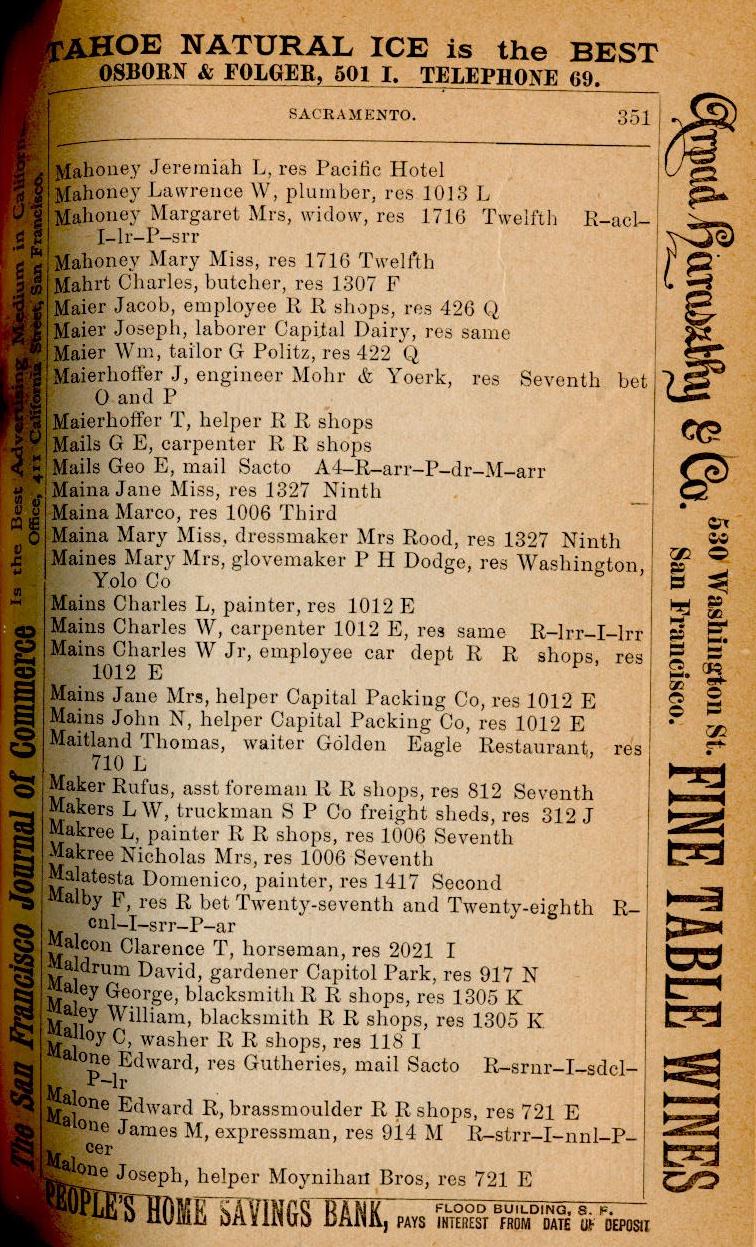 TAHOE NATURAL ICE is the BEST
OSBORN & FOLGER, 501 I. TELEPHONE 69.
SACRAMENTO. 351
Mahoney Jeremiah L, res Pacific Hotel
Mahoney Lawrence W, plumber, res 1013 L
Mahoney Margaret Mrs, widow, res 1716 Twelfth R-acl-
I-lr-P-srr
Mahoney Mary Miss, res 1716 Twelfth
Mahrt Charles, butcher, res 1307 F
Maier Jacob, employee R R shops, res 426 Q
Maier Joseph, laborer Capital Dairy, res same
Maier Wm, tailor G Politz, res 422 Q
Maierhoffer J, engineer Mohr & Yoerk, res Seventh bet
O and P
Maierhoffer T, helper R R shops
Mails G E, carpenter R R shops
Mails Geo E, mail Sacto A4-R-arr-P-dr-M-arr
Maina Jane Miss, res 1327 Ninth
Maina Marco, res 1006 Third
Maina Mary Miss, dressmaker Mrs Rood, res 1327 Ninth
Maines Mary Mrs, glovemaker P H Dodge, res Washington,
Yolo Co
Mains Charles L, painter, res 1012 E
Mains Charles W, carpenter 1012 E, res same R-lrr-I-lrr
Mains Charles W Jr, employee car dept R R shops, res
1012 E
Mains Jane Mrs, helper Capital Packing Co, res 1012 E
Mains John N, helper Capital Packing Co, res 1012 E
Maitland Thomas, waiter Golden Eagle Restaurant, res
710 L
Maker Rufus, asst foreman R R shops, res 812 Seventh
Makers L W, truckman S P Co freight sheds, res 312 J
Makree L, painter R R shops, res 1006 Seventh
Makree Nicholas Mrs, res 1006 Seventh
Malatesta Domenico, painter, res 1417 Second
Malby F, res R bet Twenty-seventh and Twenty-eighth R-
cnl-I-srr-P-ar
Malcon Clarence T, horseman, res 2021 I
Maldrum David, gardener Capitol Park, res 917 N
Maley George, blacksmith R R shops, res 1305 K
Maley William, blacksmith R R shops, res 1305 K
Malloy C, washer R R shops, res 118 I
Malone Edward, res Gutheries, mail Sacto R-srnr-I-sdcl-
P-lr
Malone Edward R, brassmoulder R R shops, res 721 E
Malone James M, expressman, res 914 M R-strr-I-nnl-P-
cer
Malone Joseph, helper Moynihan Bros, res 721 E
PEOPLE'S HOME SAVINGS BANK, PAYS
FLOOD BUILDING, S. F.
INTEREST FROM DATE OF DEPOSIT
The San Francisco Journal of Commerce
Is the Best Advertising Medium in
Office, 411 California Street, San Francisco.
Arpad Haraszthy & Co.
530 Washington St.
San Francisco.
FINE TABLE WINES